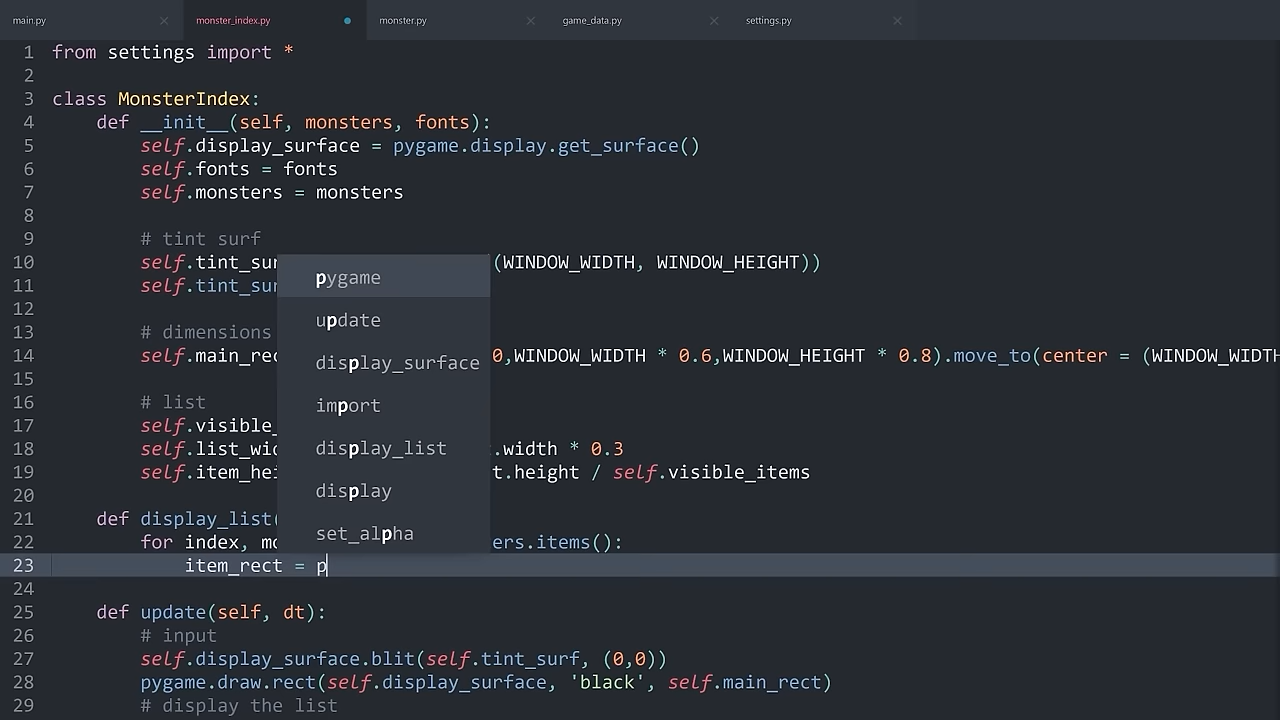 main.py monster_index.py monster.py game_data.py settings.py
1 from settings import *
2
3 class MonsterIndex:
4 def __init__(self, monsters, fonts):
5 self.display_surface = pygame.display.get_surface()
6 self.fonts = fonts
7 self.monsters = monsters
8
9 # tint surf
10 self.tint_sur (WINDOW_WIDTH, WINDOW_HEIGHT))
11 self.tint_sur
12
13 # dimensions
14 self.main_rec 0,WINDOW_WIDTH * 0.6,WINDOW_HEIGHT * 0.8).move_to(center = (WINDOW_WIDTH
15
16 # list
17 self.visible_
18 self.list_wid .width * 0.3
19 self.item_hei t.height / self.visible_items
20
21 def display_list(
22 for index, mo ers.items():
23 item_rect = p
24
25 def update(self, dt):
26 # input
27 self.display_surface.blit(self.tint_surf, (0,0))
28 pygame.draw.rect(self.display_surface, 'black', self.main_rect)
29 # display the list
pygame
update
display_surface
import
display_list
display
set_alpha